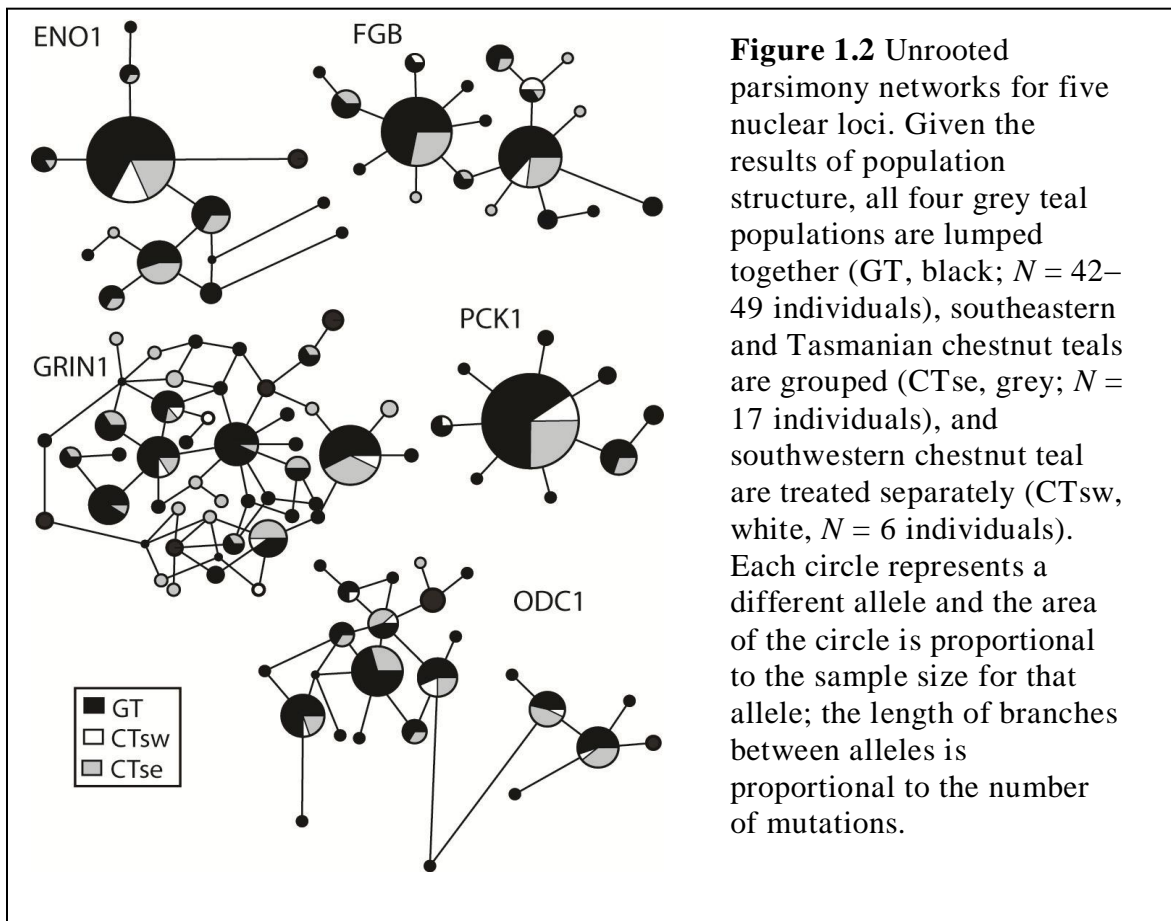 ENO1
FGB
GRIN1
PCK1
ODC1
GT
CTsw
CTse
Figure 1.2 Unrooted
parsimony networks for five
nuclear loci. Given the
results of population
structure, all four grey teal
populations are lumped
together (GT, black; N = 42–
49 individuals), southeastern
and Tasmanian chestnut teals
are grouped (CTse, grey; N =
17 individuals), and
southwestern chestnut teal
are treated separately (CTsw,
white, N = 6 individuals).
Each circle represents a
different allele and the area
of the circle is proportional
to the sample size for that
allele; the length of branches
between alleles is
proportional to the number
of mutations.